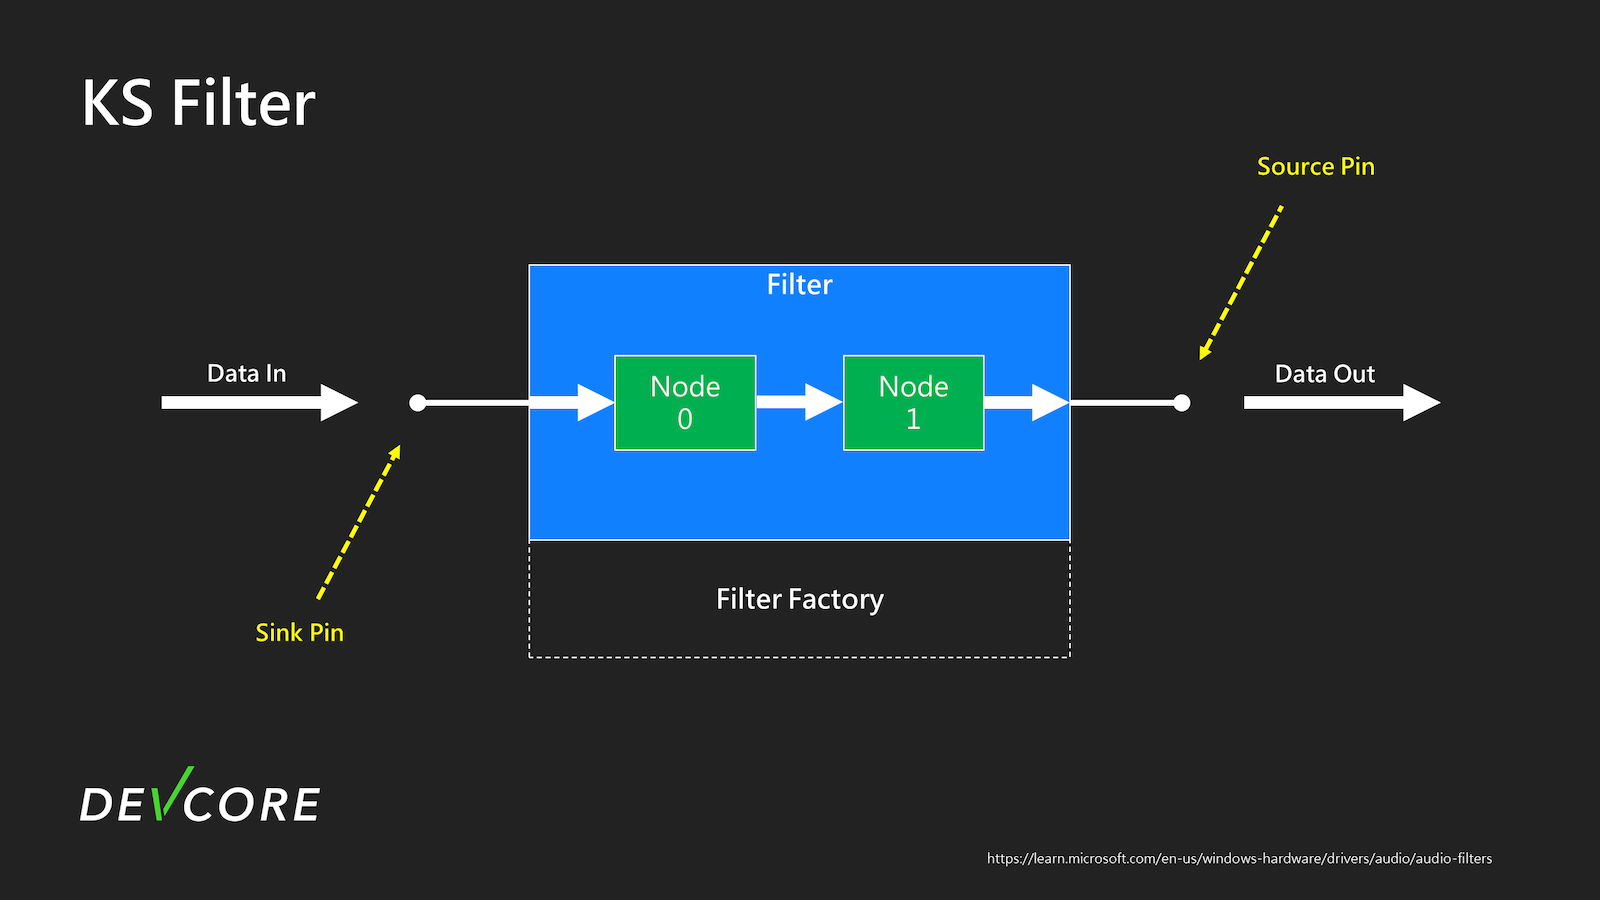 KS Filter
Source Pin
Filter
Data In
Node
0
Node
1
Data Out
Filter Factory
Sink Pin
DEVCORE
https://learn.microsoft.com/en-us/windows-hardware/drivers/audio/audio-filters